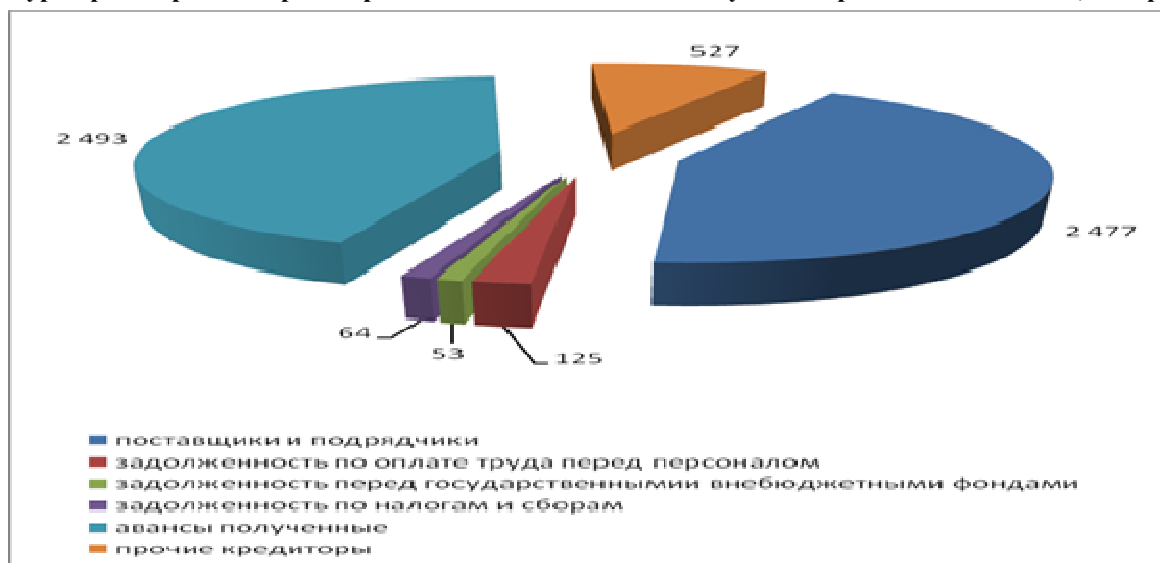 527
2 493
2 477
64
53
125
поставщики и подрядчики
задолженность по оплате труда перед персоналом
задолженность перед государственнымии внебюджетными фондами
задолженность по налогам и сборам
авансы полученные
прочие кредиторы